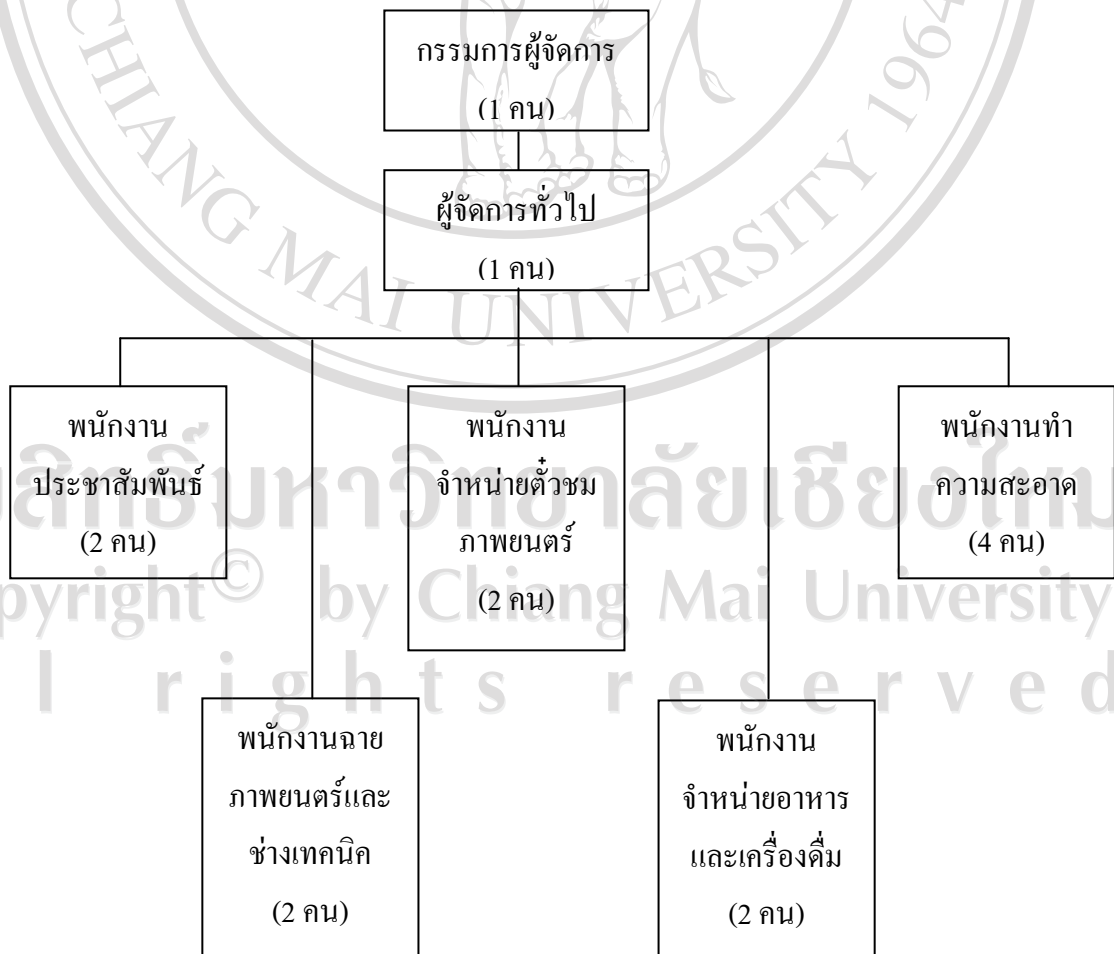 CHIANG MAI UNIVERSITY 1964
กรรมการผู้จัดการ
(1 คน)
ผู้จัดการทั่วไป
(1 คน)
พนักงาน
ประชาสัมพันธ์
(2 คน)
พนักงาน
จำหน่ายตั๋วชม
ภาพยนตร์
(2 คน)
พนักงานทำ
ความสะอาด
(4 คน)
พนักงานฉาย
ภาพยนตร์และ
ช่างเทคนิค
(2 คน)
พนักงาน
จำหน่ายอาหาร
และเครื่องดื่ม
(2 คน)
สิทธิ์มหาวิทยาลัยเชียงใหม่
pyright© by Chiang Mai University
l rights reserved